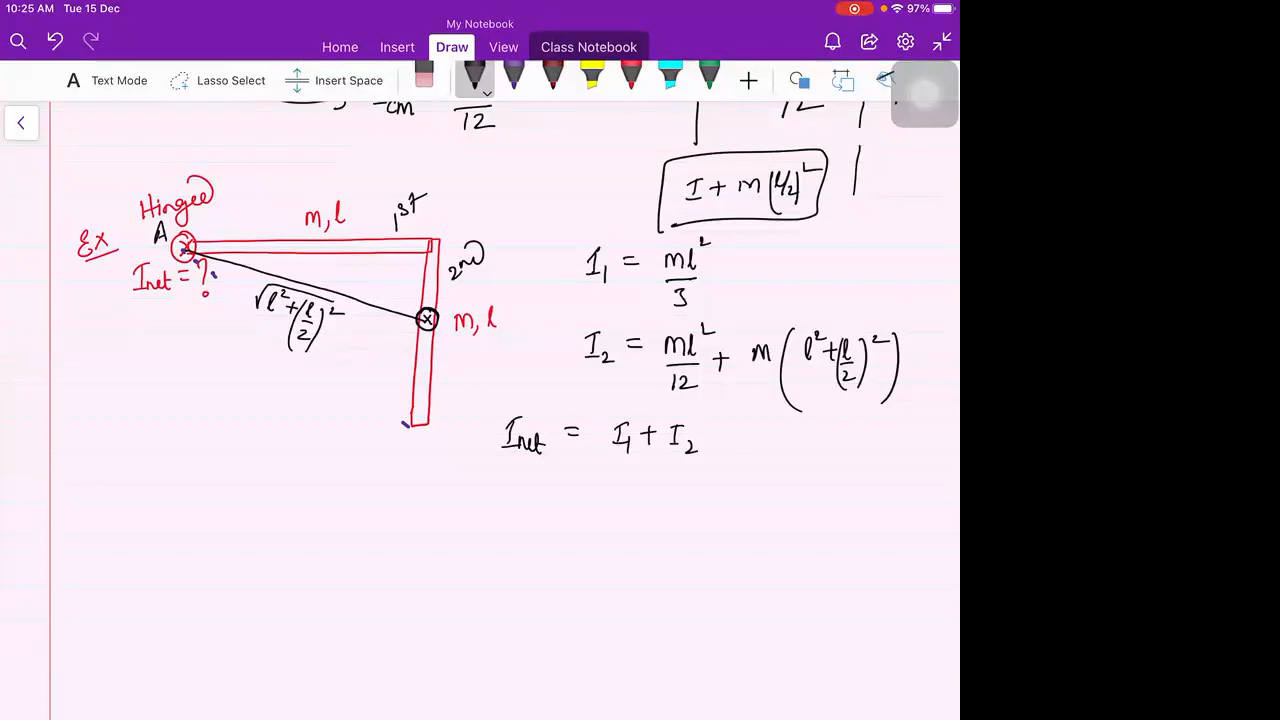 10:25 AM Tue 15 Dec
97%
My Notebook
Home Insert Draw View Class Notebook
Text Mode Lasso Select Insert Space
cm
12
12
I + m(l/2)²
Hinged
A
Ex
m, l
1st
2nd
Inet = ?
√l²+(l/2)²
m, l
I₁ = ml²/3
I₂ = ml²/12 + m(l²+(l/2)²)
Inet = I₁ + I₂